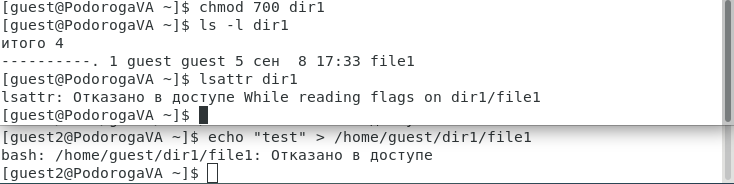 [guest@PodorogaVA ~]$ chmod 700 dir1
[guest@PodorogaVA ~]$ ls -l dir1
итого 4
----------. 1 guest guest 5 сен  8 17:33 file1
[guest@PodorogaVA ~]$ lsattr dir1
lsattr: Отказано в доступе While reading flags on dir1/file1
[guest@PodorogaVA ~]$
[guest2@PodorogaVA ~]$ echo "test" > /home/guest/dir1/file1
bash: /home/guest/dir1/file1: Отказано в доступе
[guest2@PodorogaVA ~]$